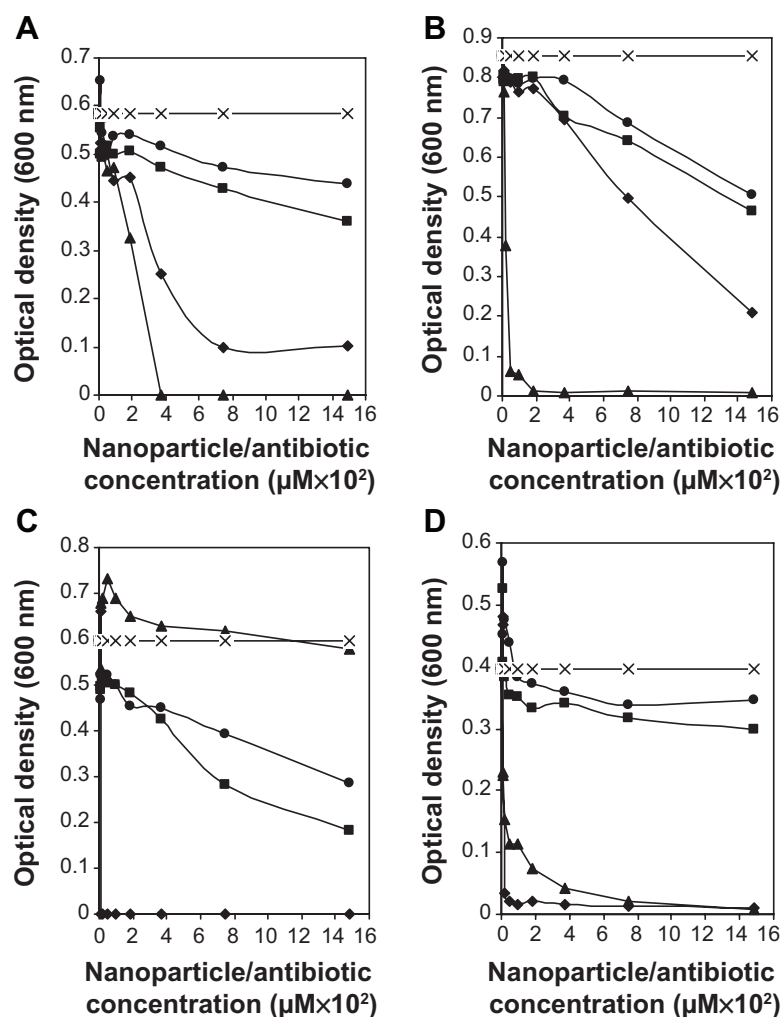 A
0.7
0.6
0.5
0.4
0.3
0.2
0.1
0
0 2 4 6 8 10 12 14 16
Optical density (600 nm)
Nanoparticle/antibiotic
concentration (µM×10²)
B
0.9
0.8
0.7
0.6
0.5
0.4
0.3
0.2
0.1
0
0 2 4 6 8 10 12 14 16
Optical density (600 nm)
Nanoparticle/antibiotic
concentration (µM×10²)
C
0.8
0.7
0.6
0.5
0.4
0.3
0.2
0.1
0
0 2 4 6 8 10 12 14 16
Optical density (600 nm)
Nanoparticle/antibiotic
concentration (µM×10²)
D
0.6
0.5
0.4
0.3
0.2
0.1
0
0 2 4 6 8 10 12 14 16
Optical density (600 nm)
Nanoparticle/antibiotic
concentration (µM×10²)